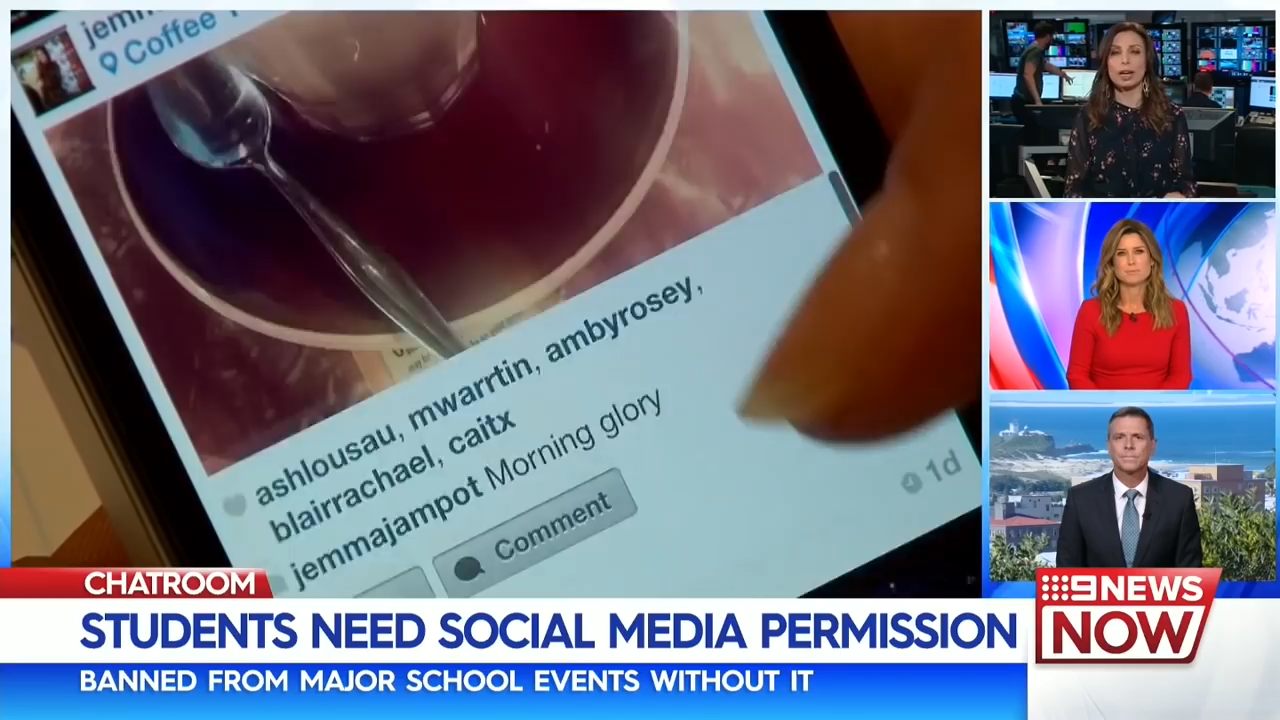 jemm
Coffee
ashlousau, mwarrtin, ambyrosey,
blairrachael, caitx
jemmajampot Morning glory
Comment
1d
CHATROOM
STUDENTS NEED SOCIAL MEDIA PERMISSION
BANNED FROM MAJOR SCHOOL EVENTS WITHOUT IT
9NEWS
NOW